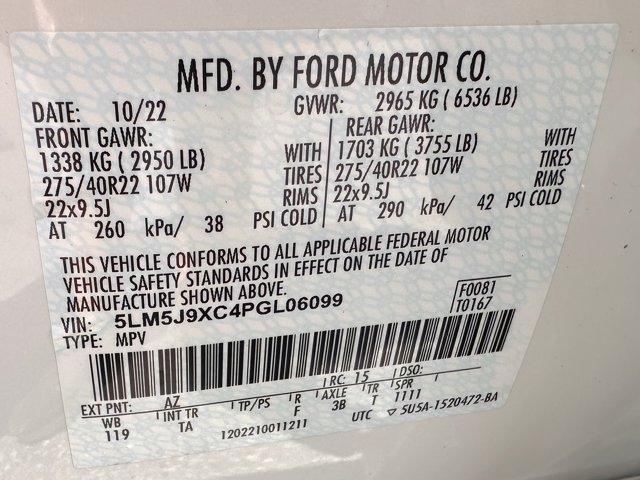 MFD. BY FORD MOTOR CO.
DATE: 10/22 GVWR: 2965 KG ( 6536 LB)
FRONT GAWR: REAR GAWR:
1338 KG ( 2950 LB) WITH 1703 KG ( 3755 LB) WITH
275/40R22 107W TIRES 275/40R22 107W TIRES
22x9.5J RIMS 22x9.5J RIMS
AT 260 kPa/ 38 PSI COLD AT 290 kPa/ 42 PSI COLD
THIS VEHICLE CONFORMS TO ALL APPLICABLE FEDERAL MOTOR
VEHICLE SAFETY STANDARDS IN EFFECT ON THE DATE OF
MANUFACTURE SHOWN ABOVE.
VIN: 5LM5J9XC4PGL06099 F0081
TYPE: MPV T0167
EXT PNT: AZ RC: 15 DSO:
WB INT TR TP/PS R AXLE TR SPR
119 TA F 3B T 1111
1202210011211 UTC ▽ 5U5A-1520472-BA